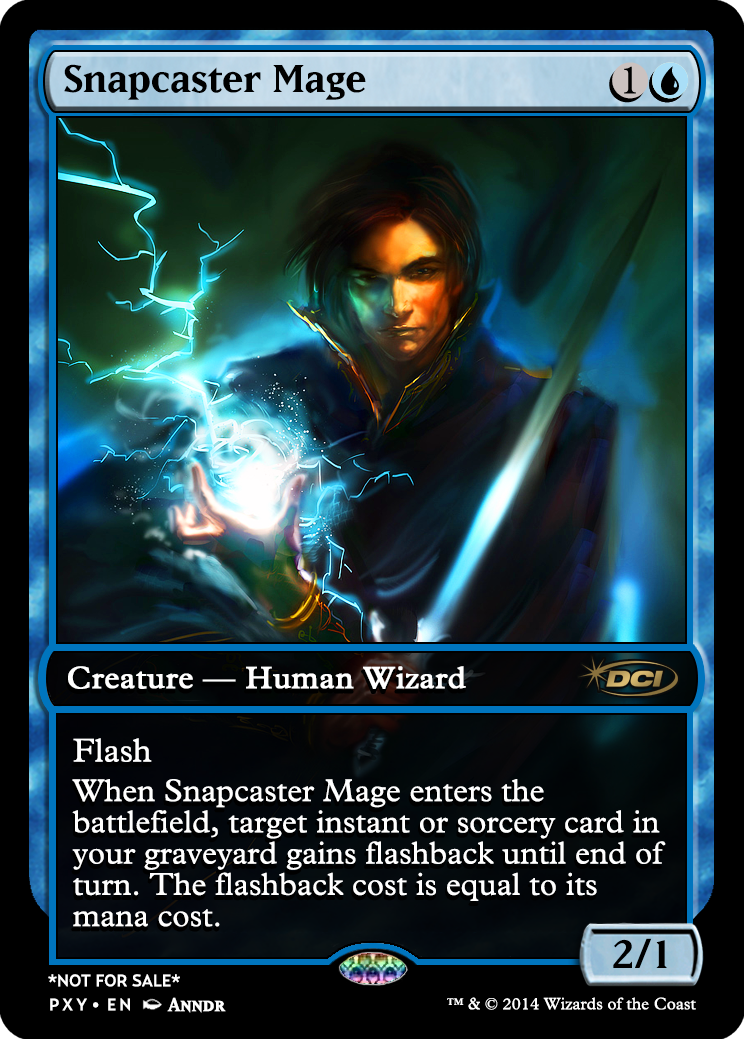 Snapcaster Mage 1
Creature — Human Wizard DCI
Flash
When Snapcaster Mage enters the
battlefield, target instant or sorcery card in
your graveyard gains flashback until end of
turn. The flashback cost is equal to its
mana cost.
2/1
*NOT FOR SALE*
PXY • EN ANNDR ™ & © 2014 Wizards of the Coast